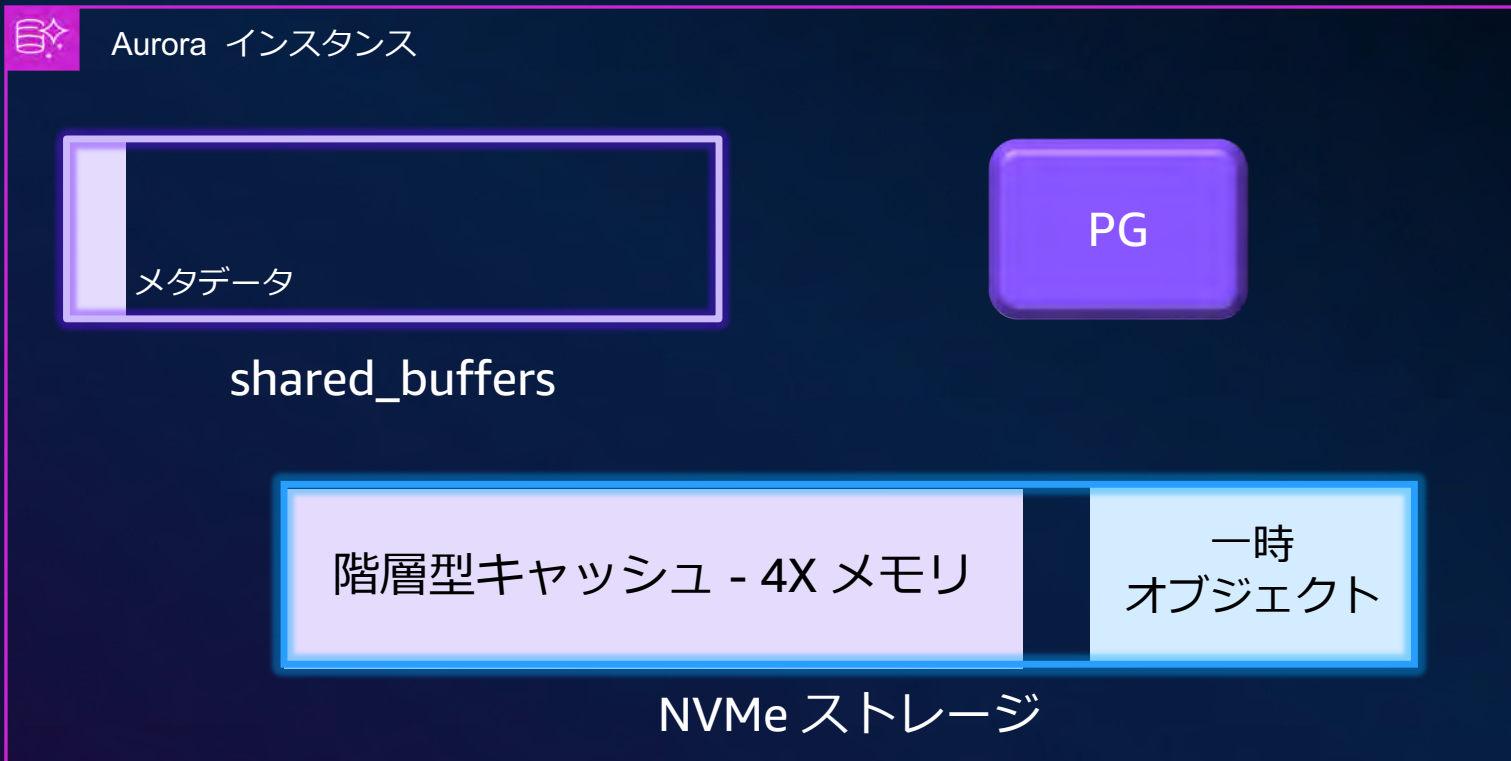 Aurora インスタンス
PG
メタデータ
shared_buffers
階層型キャッシュ - 4X メモリ
一時
オブジェクト
NVMe ストレージ